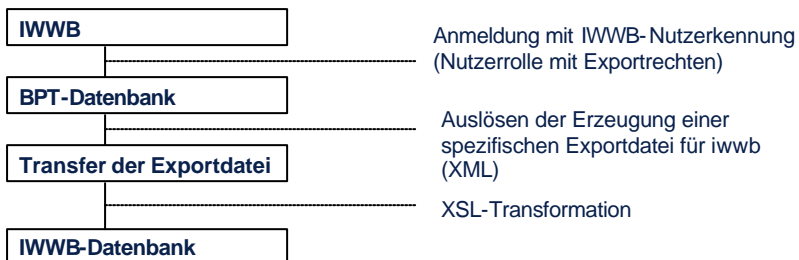 IWWB
Anmeldung mit IWWB-Nutzerkennung
(Nutzerrolle mit Exportrechten)
BPT-Datenbank
Auslösen der Erzeugung einer
spezifischen Exportdatei für iwwb
(XML)
Transfer der Exportdatei
XSL-Transformation
IWWB-Datenbank